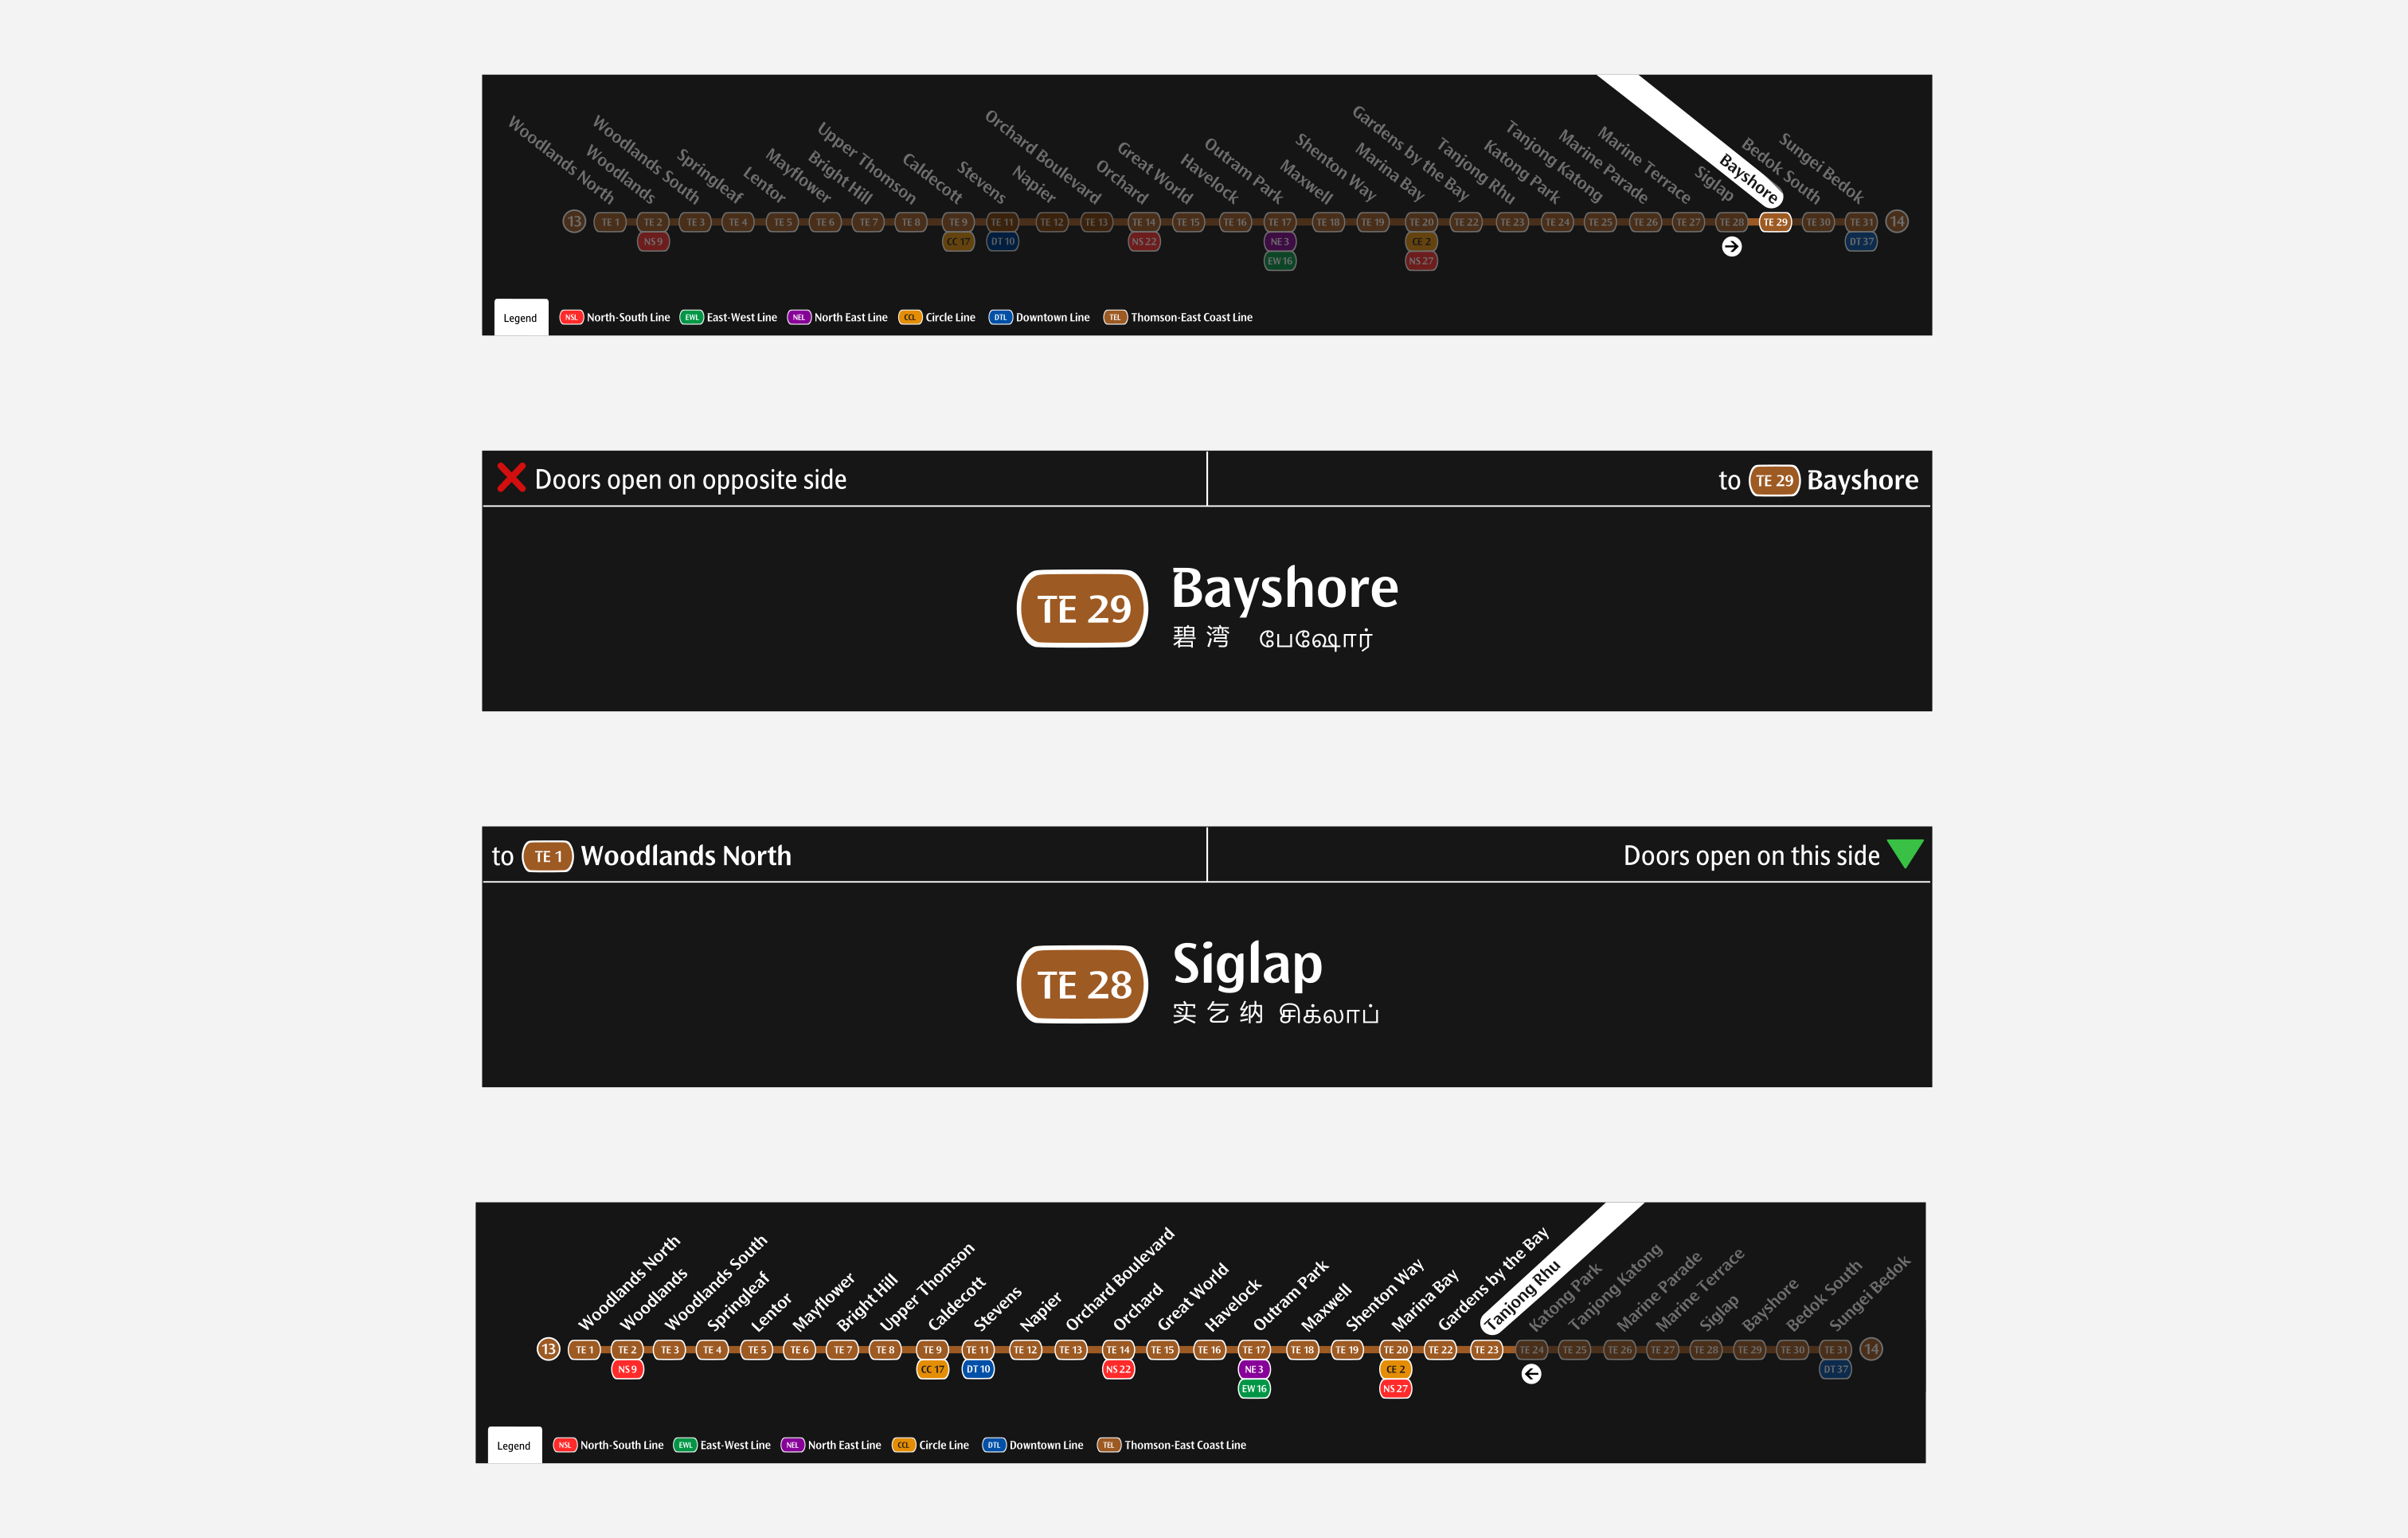 Woodlands North Woodlands Woodlands South Springleaf Lentor Mayflower Bright Hill Upper Thomson Caldecott Stevens Napier Orchard Boulevard Orchard Great World Havelock Outram Park Maxwell Shenton Way Marina Bay Gardens by the Bay Tanjong Rhu Katong Park Tanjong Katong Marine Parade Marine Terrace Siglap Bayshore Bedok South Sungei Bedok
13 TE 1 TE 2 TE 3 TE 4 TE 5 TE 6 TE 7 TE 8 TE 9 TE 11 TE 12 TE 13 TE 14 TE 15 TE 16 TE 17 TE 18 TE 19 TE 20 TE 22 TE 23 TE 24 TE 25 TE 26 TE 27 TE 28 TE 29 TE 30 TE 31 14
NS 9 CC 17 DT 10 NS 22 NE 3 CE 2 DT 37
EW 16 NS 27
Legend NSL North-South Line EWL East-West Line NEL North East Line CCL Circle Line DTL Downtown Line TEL Thomson-East Coast Line
Doors open on opposite side
to TE 29 Bayshore
TE 29 Bayshore
碧湾 பேஷோர்
to TE 1 Woodlands North
Doors open on this side
TE 28 Siglap
实乞纳 சிக்லாப்
Woodlands North Woodlands Woodlands South Springleaf Lentor Mayflower Bright Hill Upper Thomson Caldecott Stevens Napier Orchard Boulevard Orchard Great World Havelock Outram Park Maxwell Shenton Way Marina Bay Gardens by the Bay Tanjong Rhu Katong Park Tanjong Katong Marine Parade Marine Terrace Siglap Bayshore Bedok South Sungei Bedok
13 TE 1 TE 2 TE 3 TE 4 TE 5 TE 6 TE 7 TE 8 TE 9 TE 11 TE 12 TE 13 TE 14 TE 15 TE 16 TE 17 TE 18 TE 19 TE 20 TE 22 TE 23 TE 24 TE 25 TE 26 TE 27 TE 28 TE 29 TE 30 TE 31 14
NS 9 CC 17 DT 10 NS 22 NE 3 CE 2 DT 37
EW 16 NS 27
Legend NSL North-South Line EWL East-West Line NEL North East Line CCL Circle Line DTL Downtown Line TEL Thomson-East Coast Line